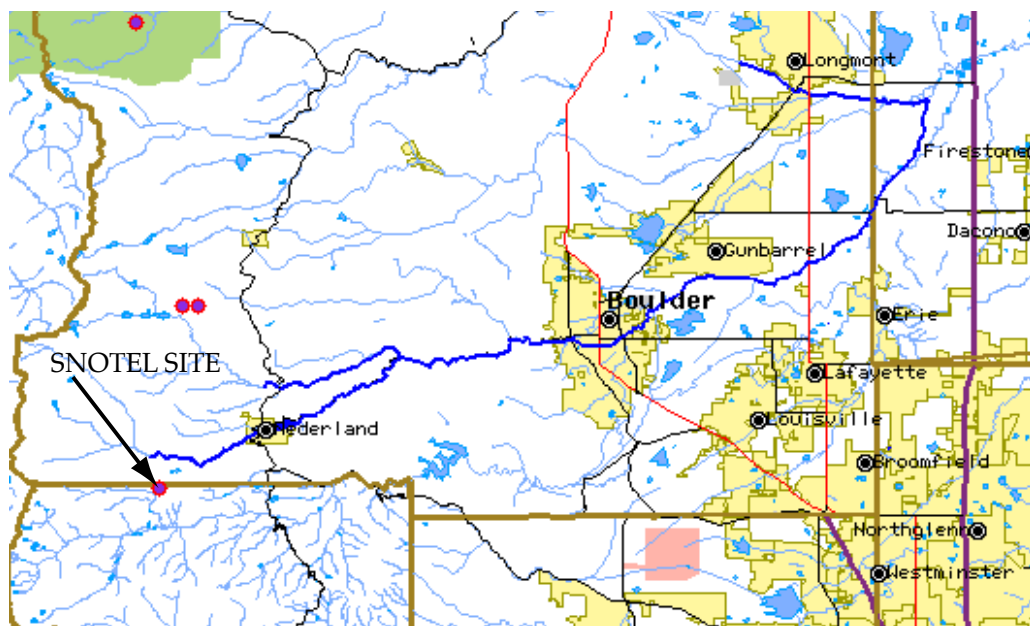 Longmont
Firestone
Dacono
Gunbarrel
Boulder
Erie
SNOTEL SITE
Lafayette
Louisville
Nederland
Broomfield
Northglenn
Westminster